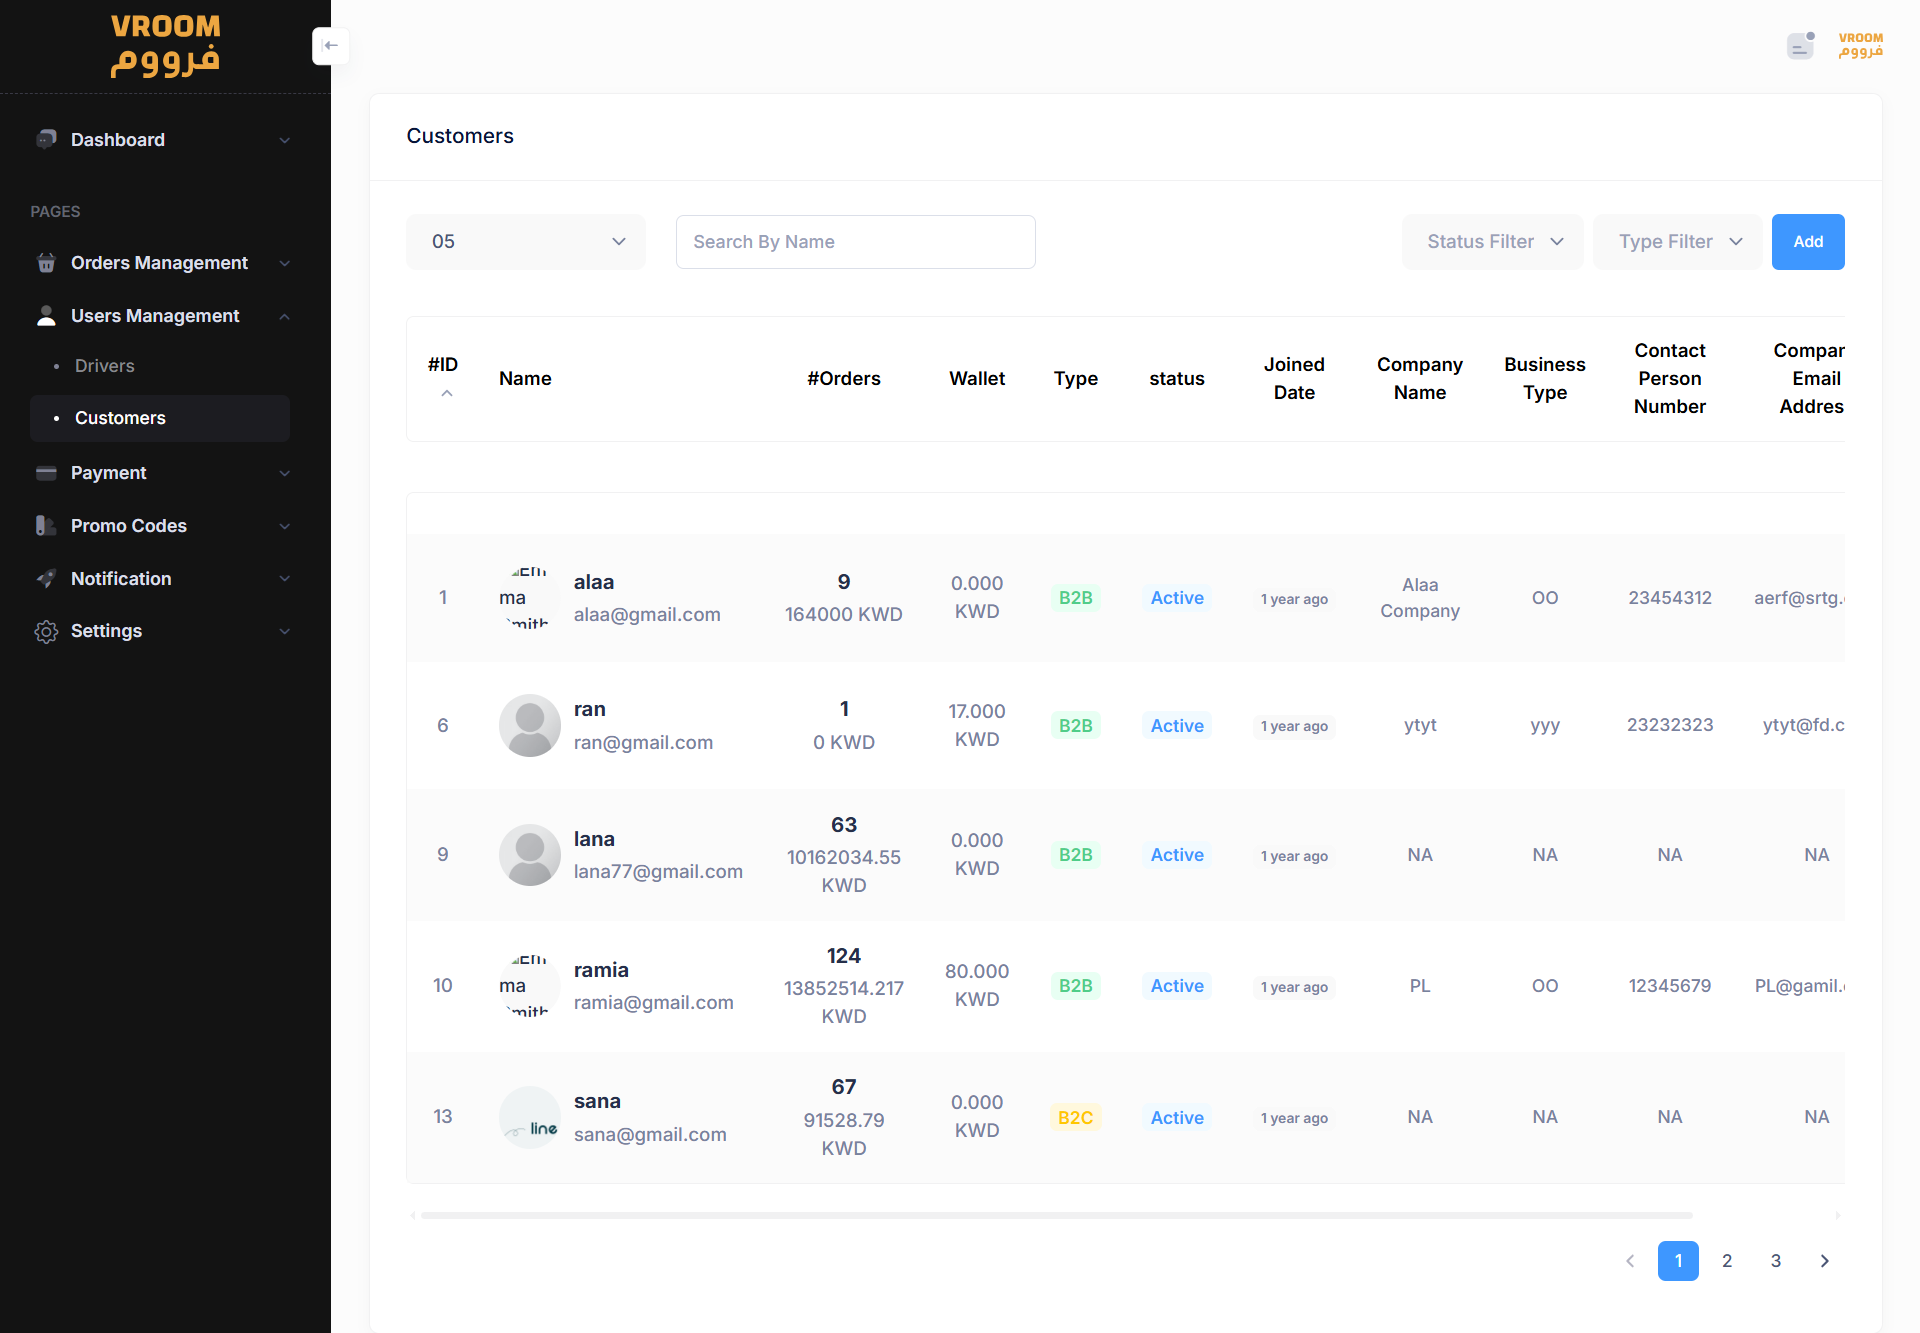 VROOM
فرووم
Dashboard
PAGES
Orders Management
Users Management
Drivers
Customers
Payment
Promo Codes
Notification
Settings
VROOM
فرووم
Customers
05
Search By Name
Status Filter
Type Filter
Add
#ID
Name
#Orders
Wallet
Type
status
Joined
Date
Company
Name
Business
Type
Contact
Person
Number
Compan
Email
Addres
1
ma
alaa
alaa@gmail.com
9
164000 KWD
0.000
KWD
B2B
Active
1 year ago
Alaa
Company
OO
23454312
aerf@srtg.
6
ran
ran@gmail.com
1
0 KWD
17.000
KWD
B2B
Active
1 year ago
ytyt
yyy
23232323
ytyt@fd.c
9
lana
lana77@gmail.com
63
10162034.55
KWD
0.000
KWD
B2B
Active
1 year ago
NA
NA
NA
NA
10
ma
ramia
ramia@gmail.com
124
13852514.217
KWD
80.000
KWD
B2B
Active
1 year ago
PL
OO
12345679
PL@gamil.
13
line
sana
sana@gmail.com
67
91528.79
KWD
0.000
KWD
B2C
Active
1 year ago
NA
NA
NA
NA
1
2
3